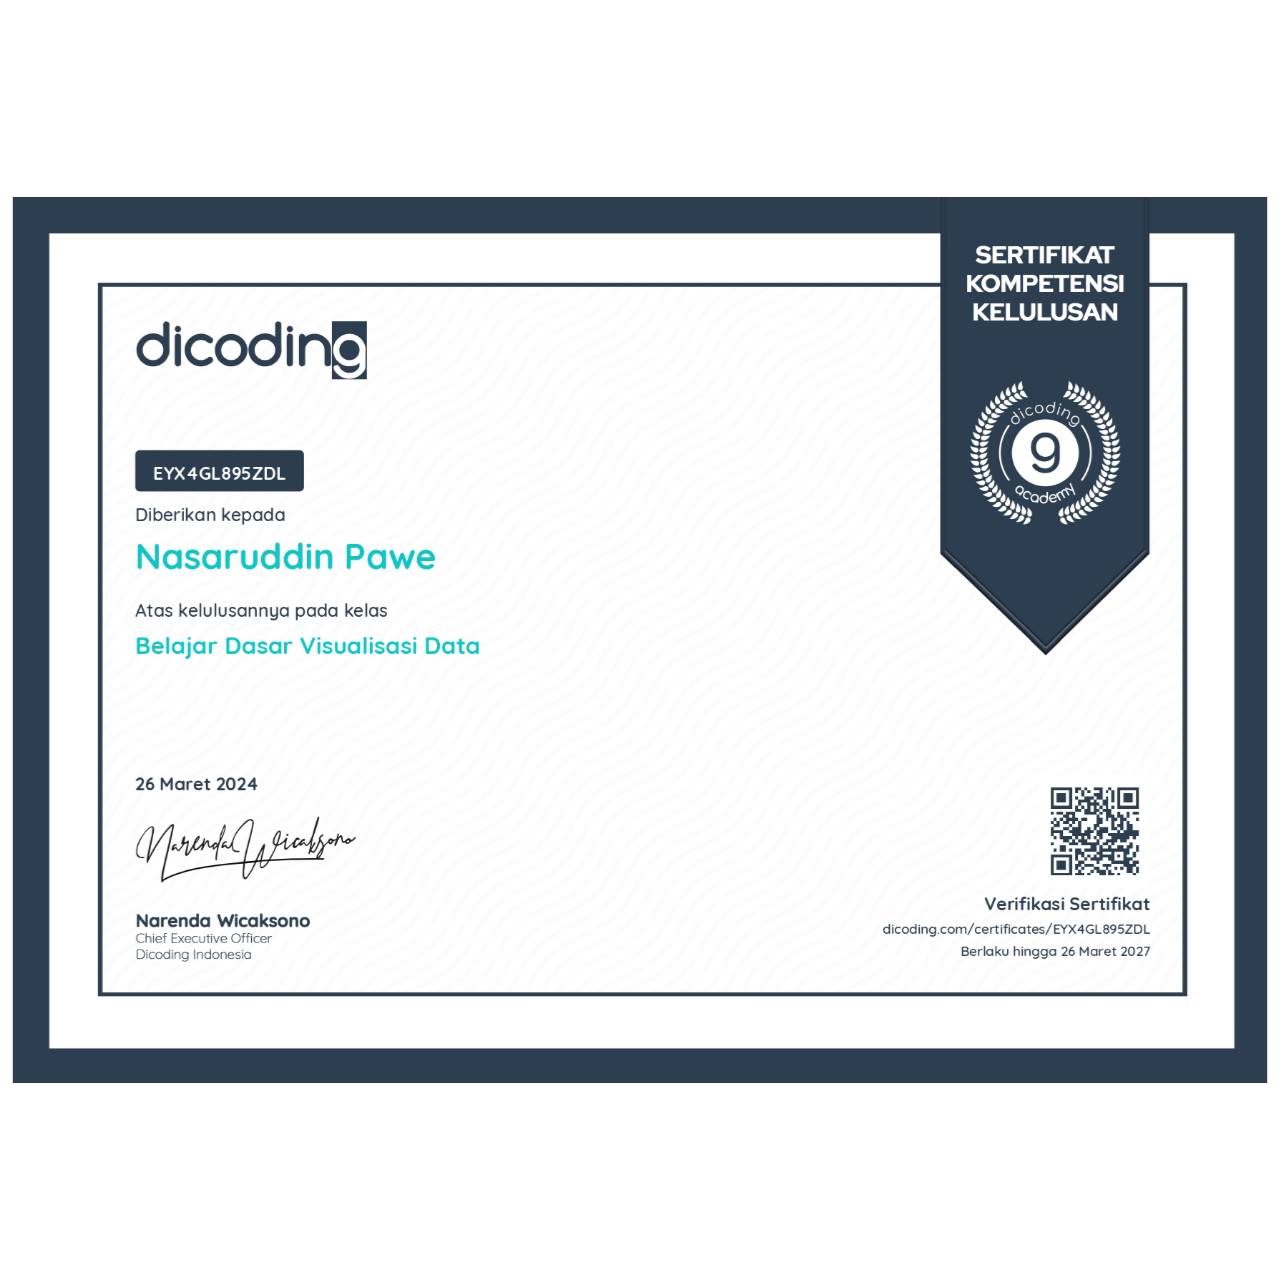 SERTIFIKAT
KOMPETENSI
KELULUSAN
dicoding
dicoding
g
academy
EYX4GL895ZDL
Diberikan kepada
Nasaruddin Pawe
Atas kelulusannya pada kelas
Belajar Dasar Visualisasi Data
26 Maret 2024
Narenda Wicaksono
Narenda Wicaksono
Chief Executive Officer
Dicoding Indonesia
Verifikasi Sertifikat
dicoding.com/certificates/EYX4GL895ZDL
Berlaku hingga 26 Maret 2027